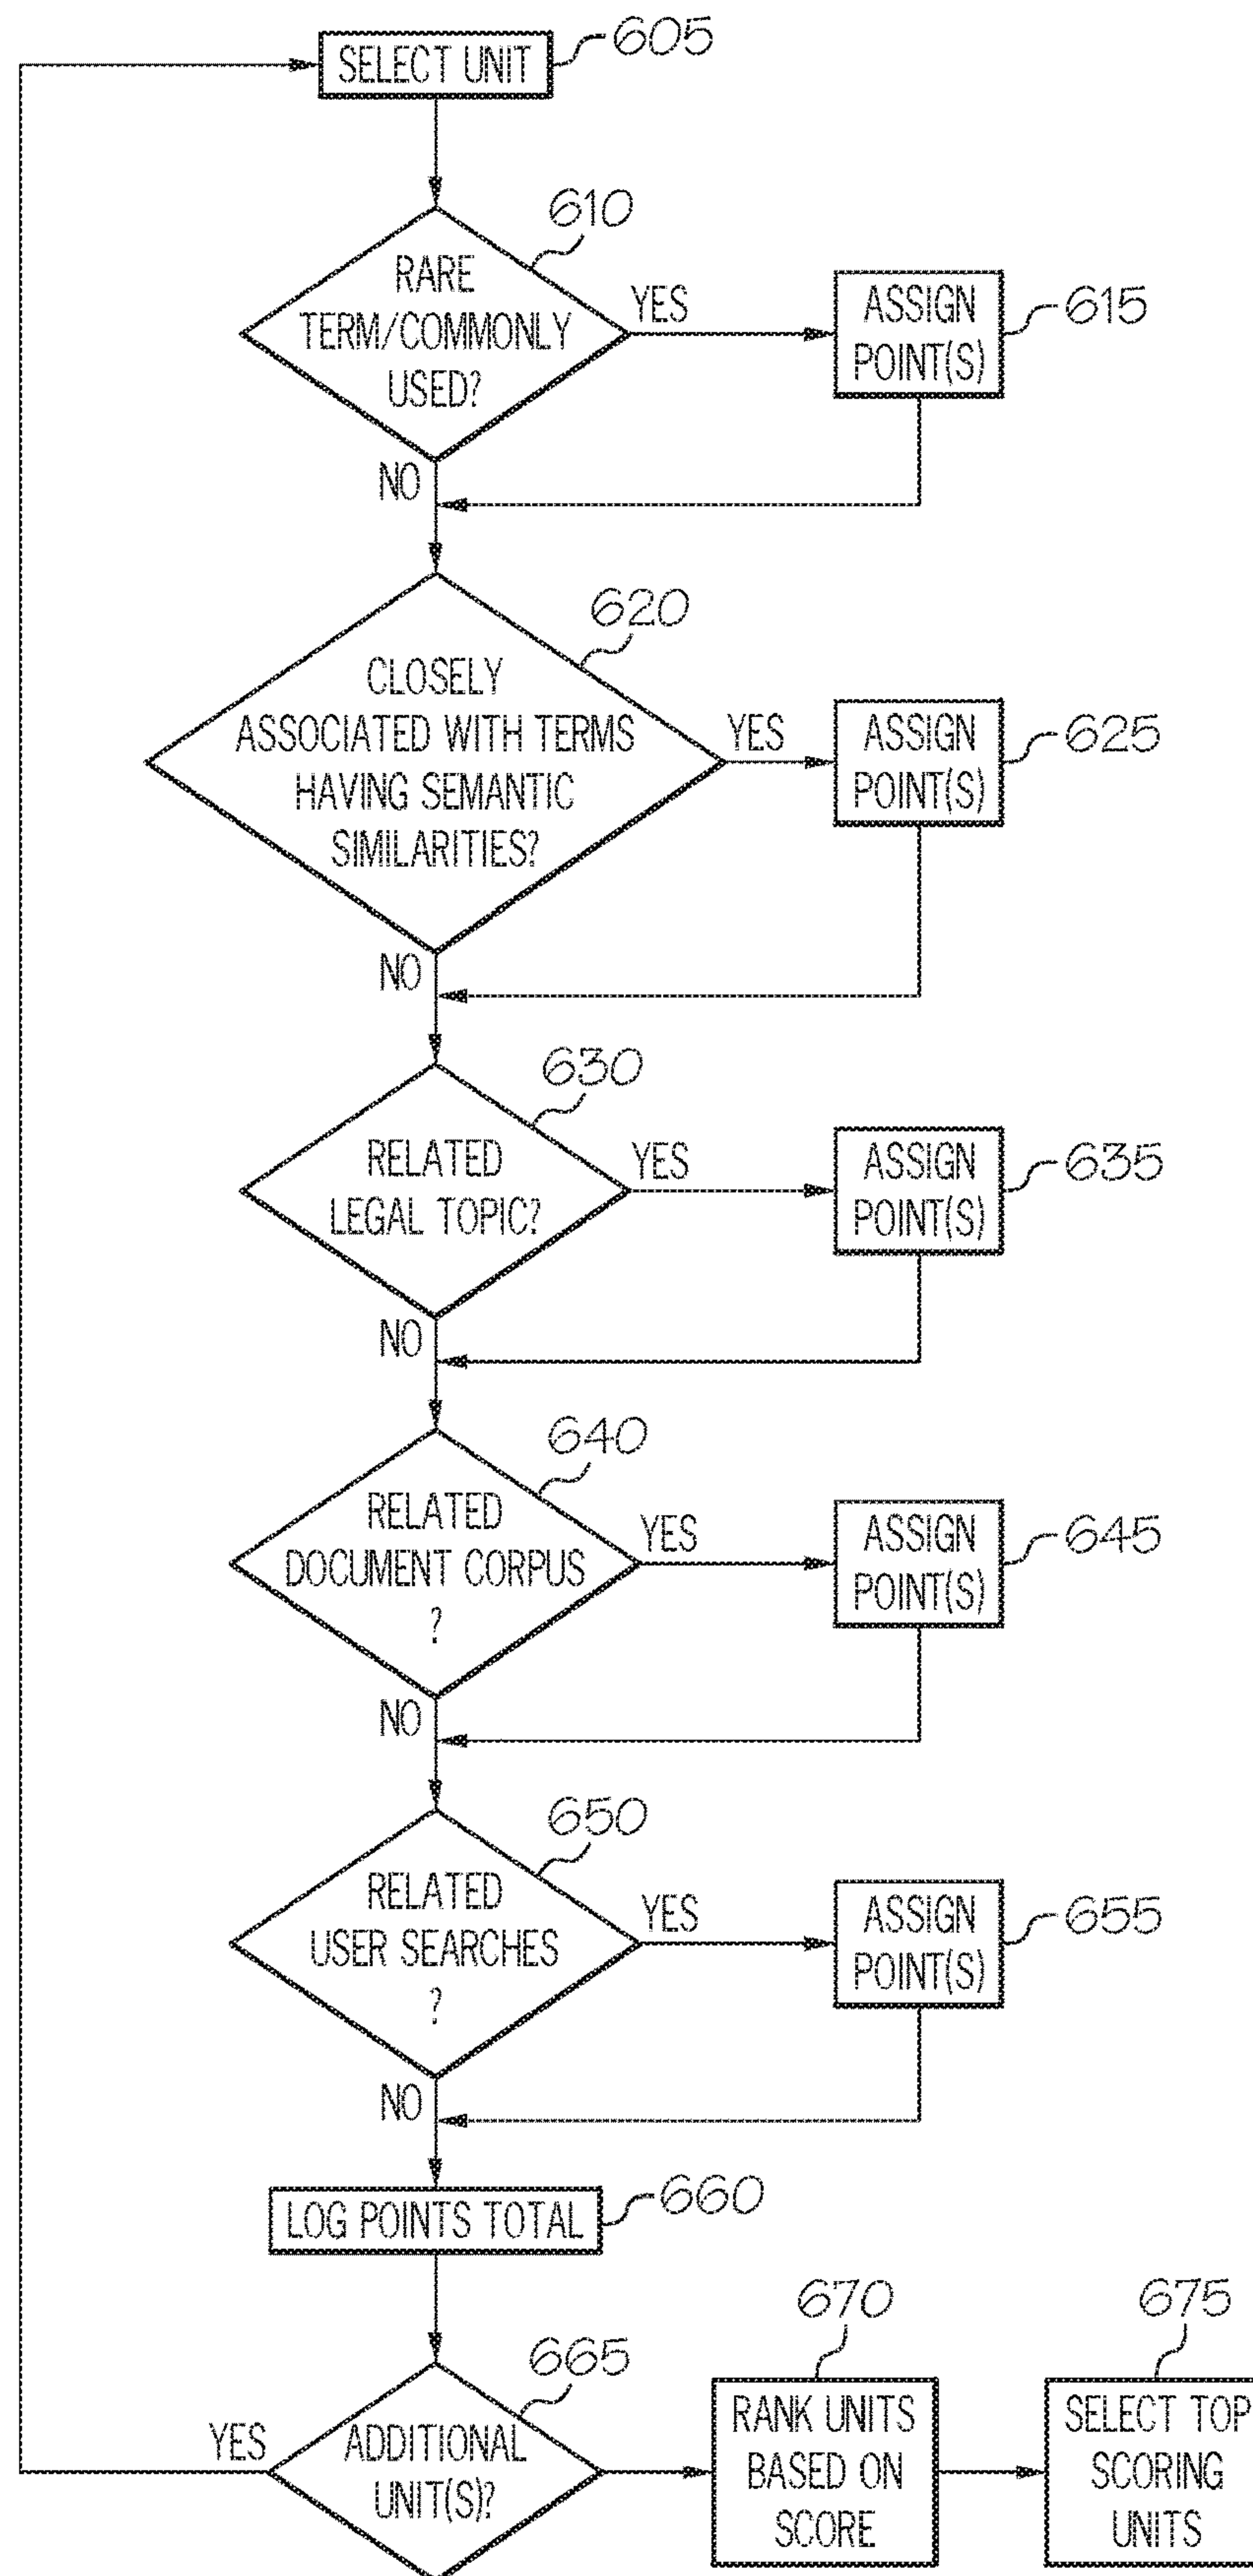 SELECT UNIT
605
610
RARE
TERM/COMMONLY
USED?
YES
ASSIGN
POINT(S)
615
NO
620
CLOSELY
ASSOCIATED WITH TERMS
HAVING SEMANTIC
SIMILARITIES?
YES
ASSIGN
POINT(S)
625
NO
630
RELATED
LEGAL TOPIC?
YES
ASSIGN
POINT(S)
635
NO
640
RELATED
DOCUMENT CORPUS
?
YES
ASSIGN
POINT(S)
645
NO
650
RELATED
USER SEARCHES
?
YES
ASSIGN
POINT(S)
655
NO
LOG POINTS TOTAL
660
665
YES
ADDITIONAL
UNIT(S)?
670
RANK UNITS
BASED ON
SCORE
675
SELECT TOP
SCORING
UNITS